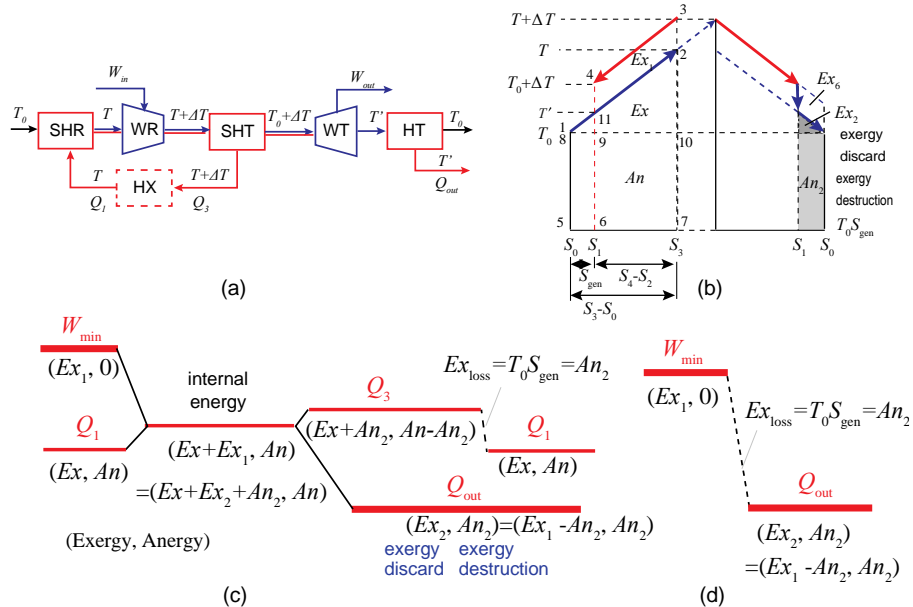 W_in
W_out
T_0
SHR
T
WR
T+ΔT
SHT
T_0+ΔT
WT
T'
HT
T_0
T
Q_1
HX
T+ΔT
Q_3
T'
Q_out
(a)
T+ΔT
3
T
2
Ex_1
4
T_0+ΔT
Ex_6
T'
11
Ex
Ex_2
T_0
1
8
9
10
exergy
discard
exergy
destruction
An
An_2
5
6
7
T_0S_gen
S_0
S_1
S_3
S_1
S_0
S_gen
S_4–S_2
S_3–S_0
(b)
W_min
(Ex_1, 0)
internal
energy
Q_1
(Ex, An)
(Ex+Ex_1, An)
=(Ex+Ex_2+An_2, An)
Ex_loss=T_0S_gen=An_2
Q_3
(Ex+An_2, An-An_2)
Q_1
(Ex, An)
Q_out
(Ex_2, An_2)=(Ex_1 -An_2, An_2)
exergy exergy
discard destruction
(Exergy, Anergy)
(c)
W_min
(Ex_1, 0)
Ex_loss=T_0S_gen=An_2
Q_out
(Ex_2, An_2)
=(Ex_1 -An_2, An_2)
(d)